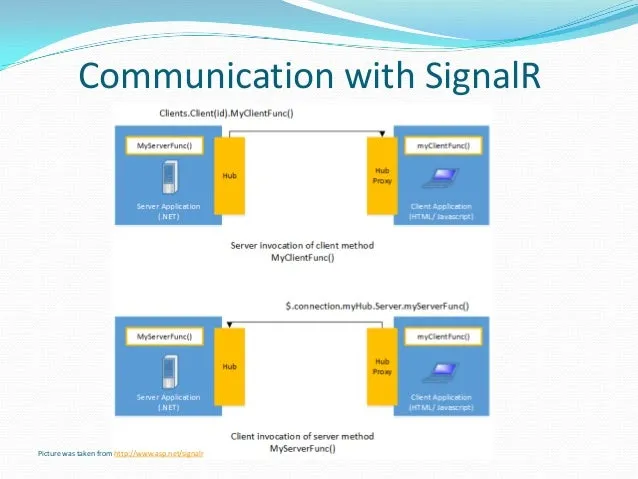 Communication with SignalR
Clients.Client(id).MyClientFunc()
MyServerFunc()
myClientFunc()
Hub
Hub
Proxy
Server Application
(.NET)
Client Application
(HTML/ Javascript)
Server invocation of client method
MyClientFunc()
$.connection.myHub.Server.myServerFunc()
MyServerFunc()
myClientFunc()
Hub
Hub
Proxy
Server Application
(.NET)
Client Application
(HTML/ Javascript)
Client invocation of server method
MyServerFunc()
Picture was taken from http://www.asp.net/signalr